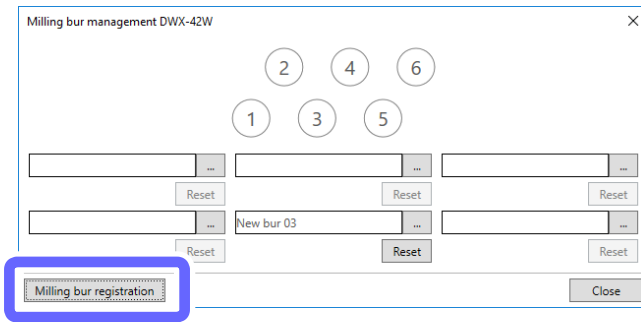 Milling bur management DWX-42W ×
2 4 6
1 3 5
... ... ...
Reset Reset Reset
... New bur 03 ... ...
Reset Reset Reset
Milling bur registration Close